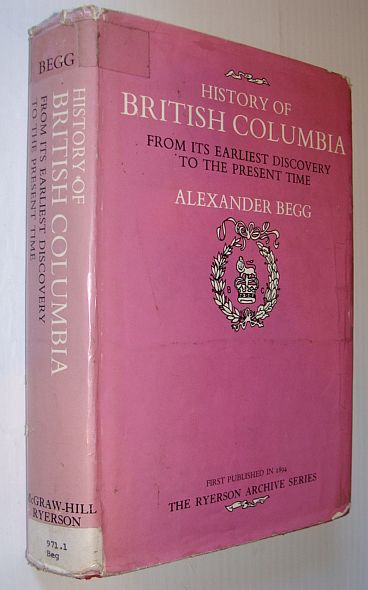 BEGG
HISTORY OF
BRITISH COLUMBIA
FROM ITS EARLIEST DISCOVERY
TO THE PRESENT TIME
McGRAW-HILL
RYERSON
971.1
Beg
HISTORY OF
BRITISH COLUMBIA
FROM ITS EARLIEST DISCOVERY
TO THE PRESENT TIME
ALEXANDER BEGG
B C
FIRST PUBLISHED IN 1894
THE RYERSON ARCHIVE SERIES